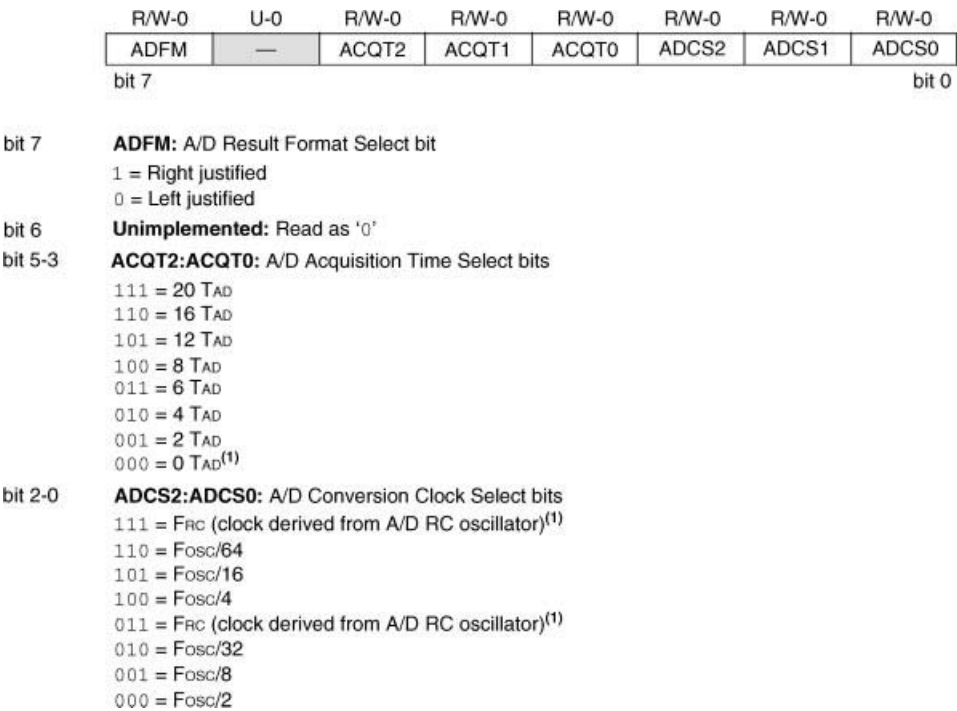 R/W-0 U-0 R/W-0 R/W-0 R/W-0 R/W-0 R/W-0 R/W-0
ADFM — ACQT2 ACQT1 ACQT0 ADCS2 ADCS1 ADCS0
bit 7 bit 0
bit 7 ADFM: A/D Result Format Select bit
1 = Right justified
0 = Left justified
bit 6 Unimplemented: Read as ‘0’
bit 5-3 ACQT2:ACQT0: A/D Acquisition Time Select bits
111 = 20 TAD
110 = 16 TAD
101 = 12 TAD
100 = 8 TAD
011 = 6 TAD
010 = 4 TAD
001 = 2 TAD
000 = 0 TAD(1)
bit 2-0 ADCS2:ADCS0: A/D Conversion Clock Select bits
111 = FRC (clock derived from A/D RC oscillator)(1)
110 = FOSC/64
101 = FOSC/16
100 = FOSC/4
011 = FRC (clock derived from A/D RC oscillator)(1)
010 = FOSC/32
001 = FOSC/8
000 = FOSC/2